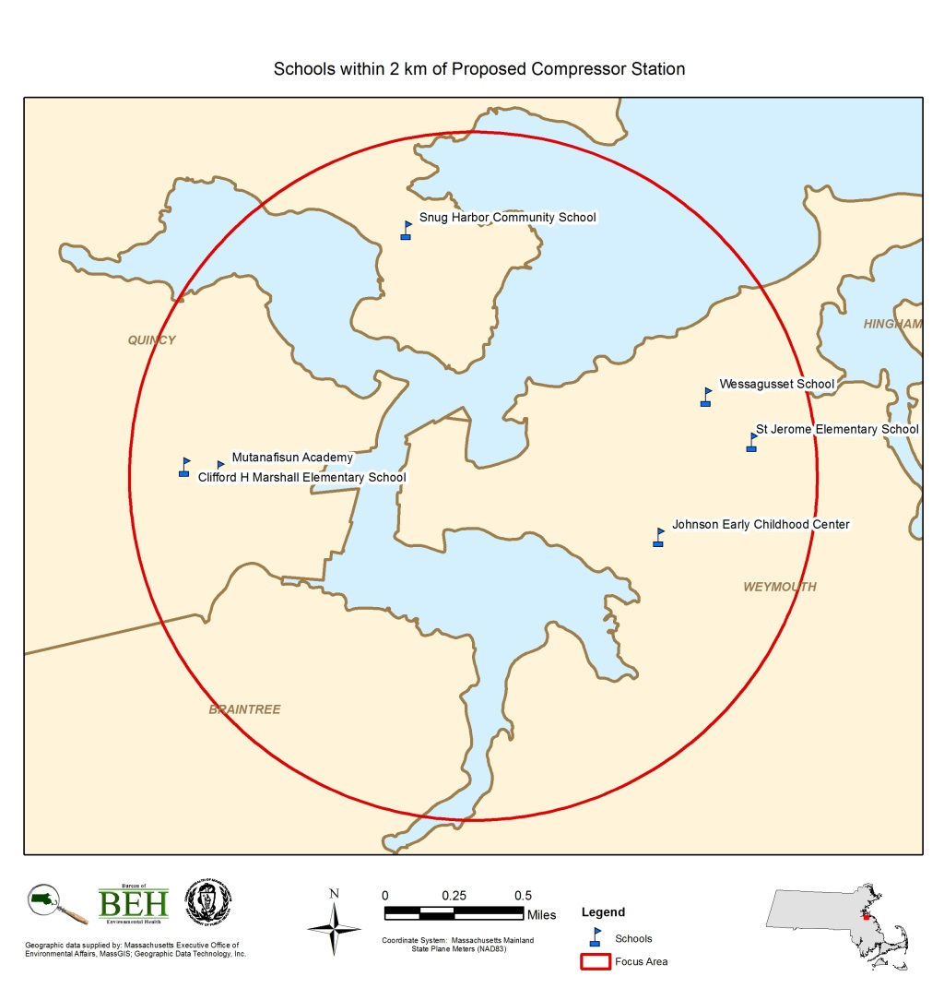 Schools within 2 km of Proposed Compressor Station
Snug Harbor Community School
QUINCY
HINGHAM
Wessagusset School
St Jerome Elementary School
Mutanafisun Academy
Clifford H Marshall Elementary School
Johnson Early Childhood Center
WEYMOUTH
BRAINTREE
Bureau of
BEH
Environmental Health
Geographic data supplied by: Massachusetts Executive Office of
Environmental Affairs, MassGIS; Geographic Data Technology, Inc.
N
0 0.25 0.5
Miles
Coordinate System: Massachusetts Mainland
State Plane Meters (NAD83)
Legend
Schools
Focus Area